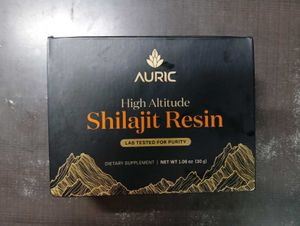 AURIC
High Altitude
Shilajit Resin
LAB TESTED FOR PURITY
DIETARY SUPPLEMENT | NET WT 1.06 oz (30 g)